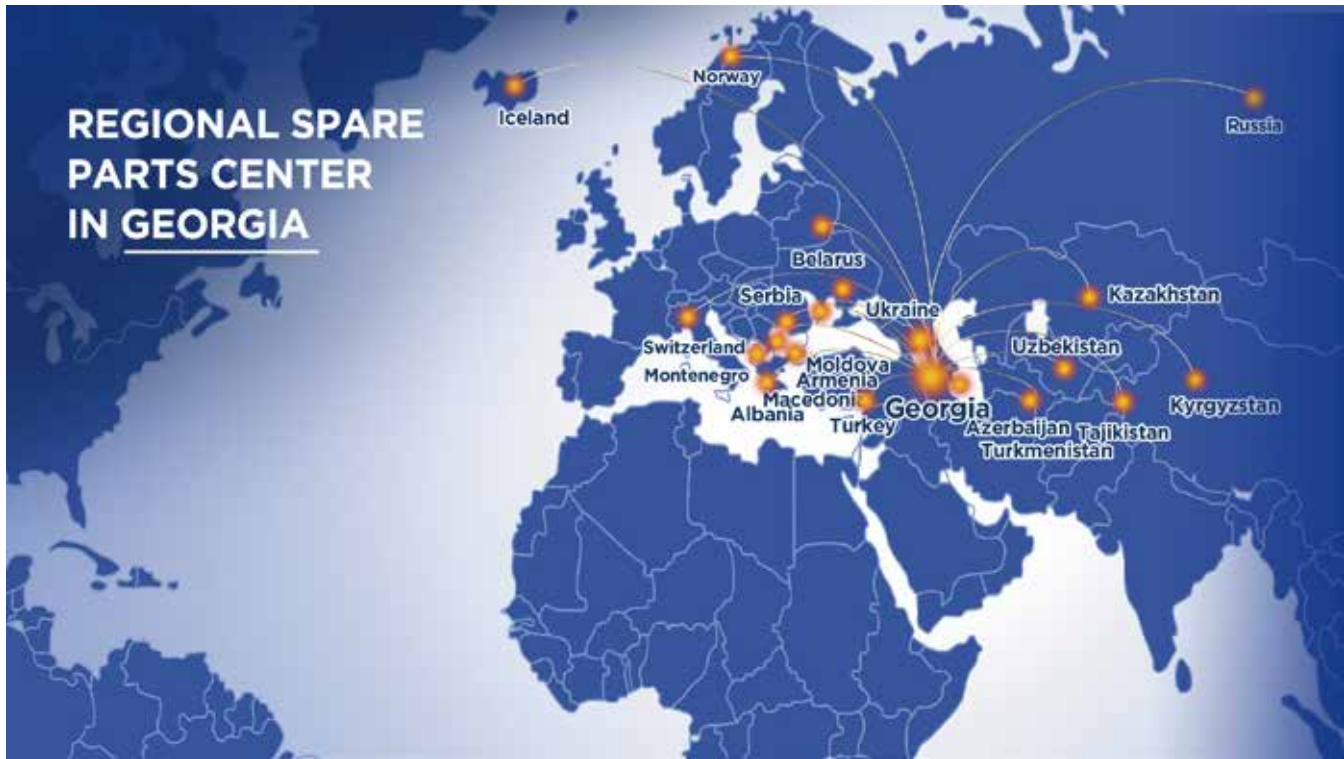 REGIONAL SPARE
PARTS CENTER
IN GEORGIA
Iceland
Norway
Russia
Belarus
Serbia
Ukraine
Kazakhstan
Switzerland
Moldova
Uzbekistan
Montenegro
Armenia
Kyrgyzstan
Macedonia
Albania
Turkey
Georgia
Azerbaijan
Tajikistan
Turkmenistan